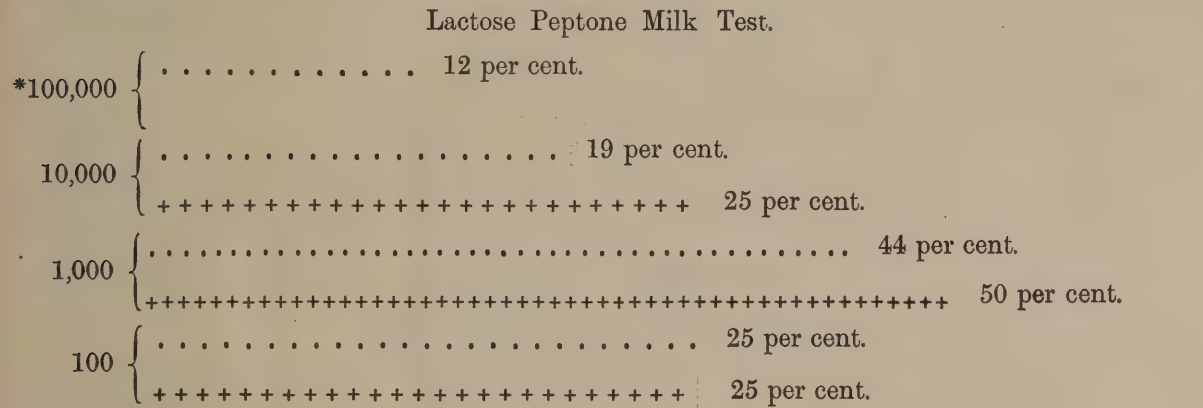 Lactose Peptone Milk Test.
. . . . . . . . . . . . 12 per cent.
*100,000 {
. . . . . . . . . . . . . . . . . . . 19 per cent.
10,000 {
+ + + + + + + + + + + + + + + + + + + + + + + + + 25 per cent.
. . . . . . . . . . . . . . . . . . . . . . . . . . . . . . . . . . . . . . . . . . . . 44 per cent.
1,000 {
++++++++++++++++++++++++++++++++++++++++++++++++++ 50 per cent.
. . . . . . . . . . . . . . . . . . . . . . . . . 25 per cent.
100 {
+ + + + + + + + + + + + + + + + + + + + + + + + + 25 per cent.